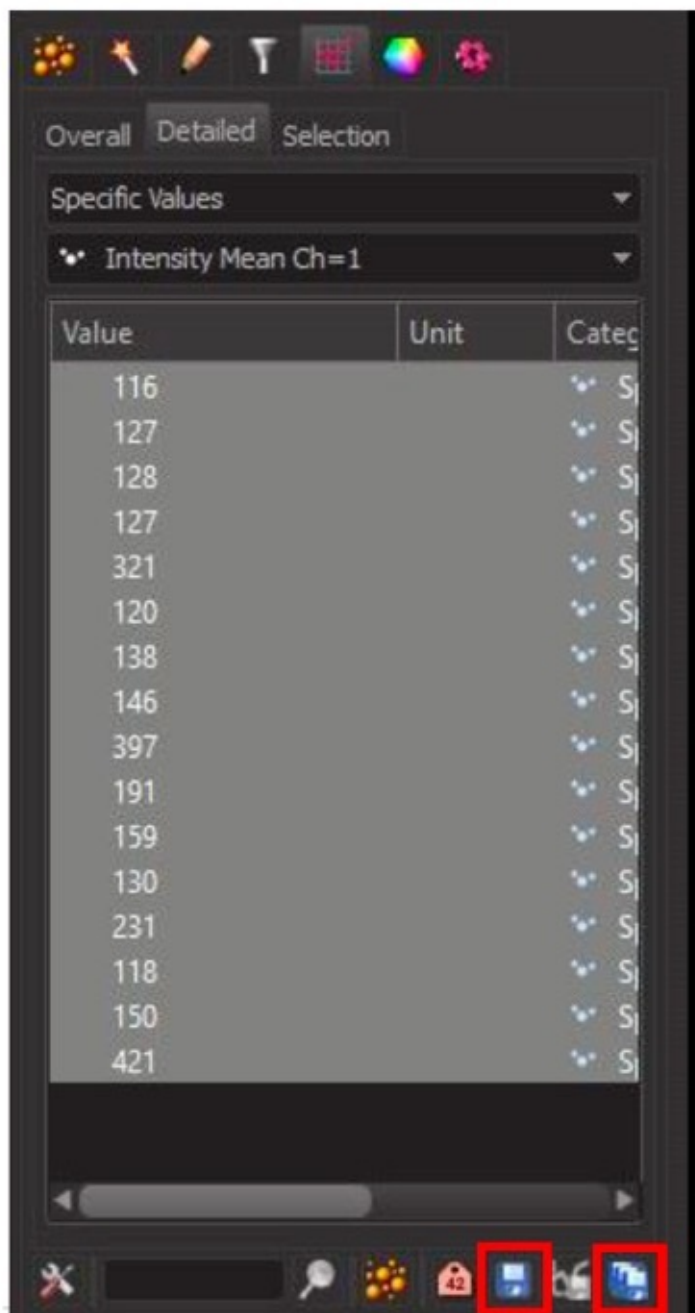 Overall Detailed Selection
Specific Values
Intensity Mean Ch=1
Value Unit Categ
116 S
127 S
128 S
127 S
321 S
120 S
138 S
146 S
397 S
191 S
159 S
130 S
231 S
118 S
150 S
421 S
42